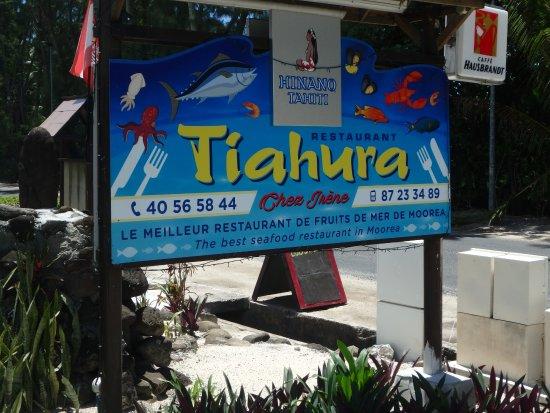 CAFFÈ
HAUSBRANDT
HINANO
TAHITI
RESTAURANT
Tiahura
Chez Irène
40 56 58 44
87 23 34 89
LE MEILLEUR RESTAURANT DE FRUITS DE MER DE MOOREA
The best seafood restaurant in Moorea